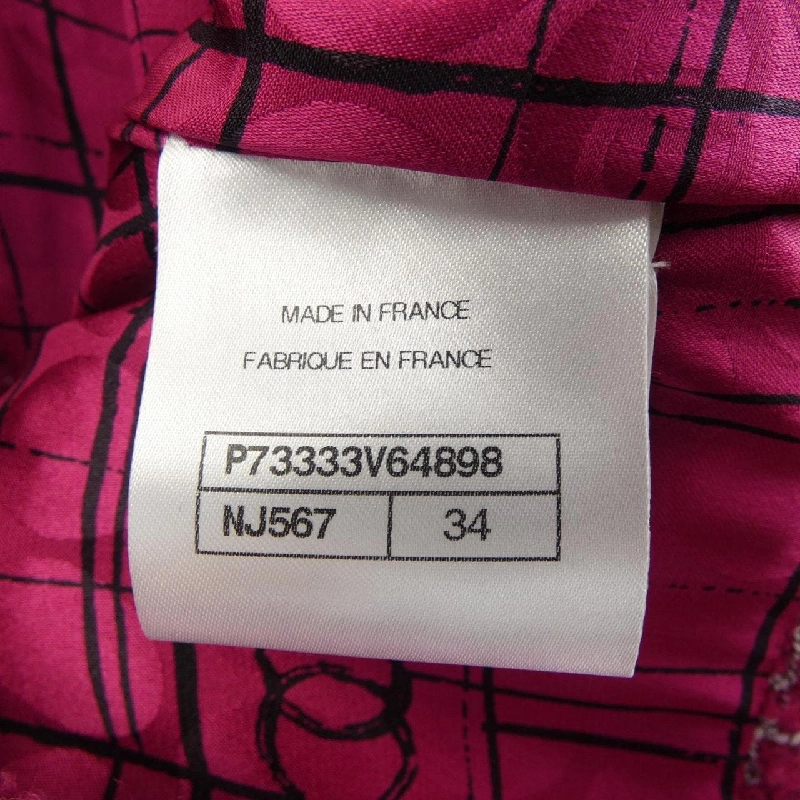 MADE IN FRANCE
FABRIQUE EN FRANCE
P73333V64898
NJ567 34